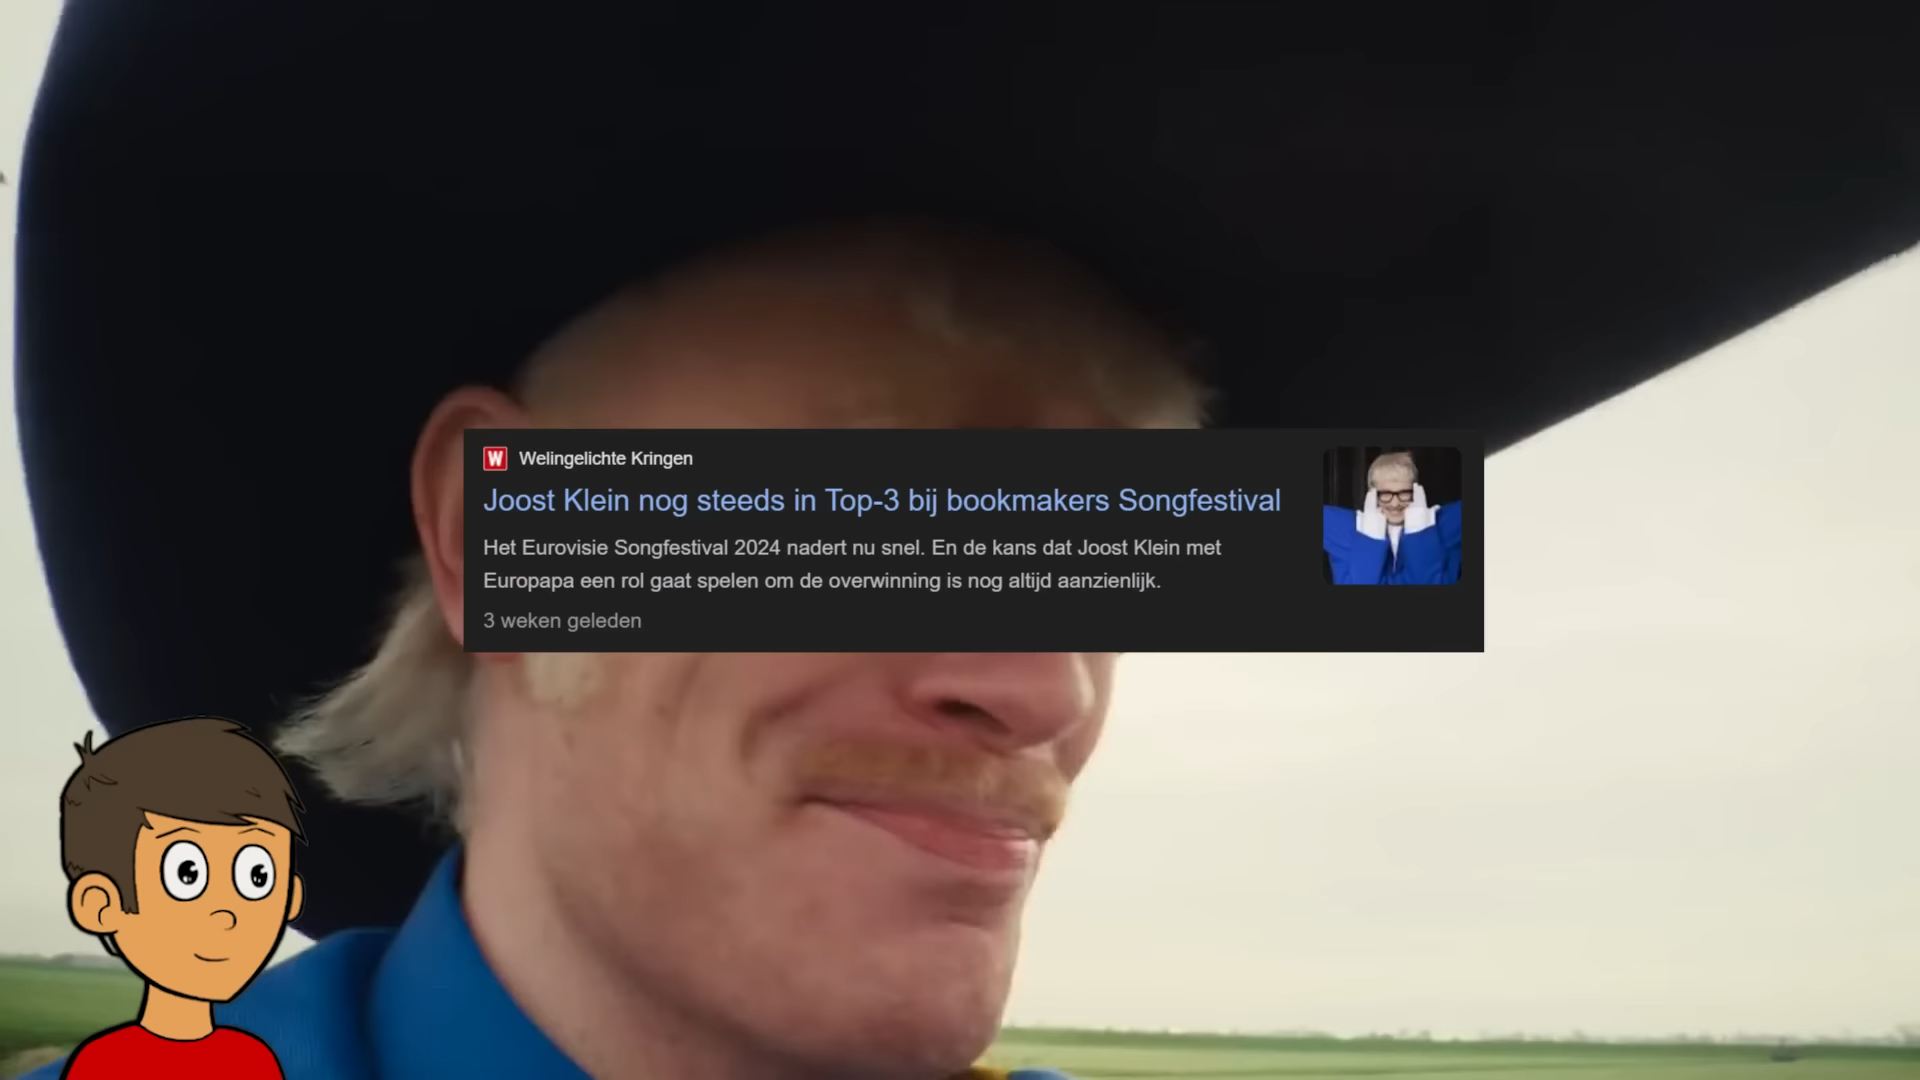 W
Welingelichte Kringen
Joost Klein nog steeds in Top-3 bij bookmakers Songfestival
Het Eurovisie Songfestival 2024 nadert nu snel. En de kans dat Joost Klein met
Europapa een rol gaat spelen om de overwinning is nog altijd aanzienlijk.
3 weken geleden